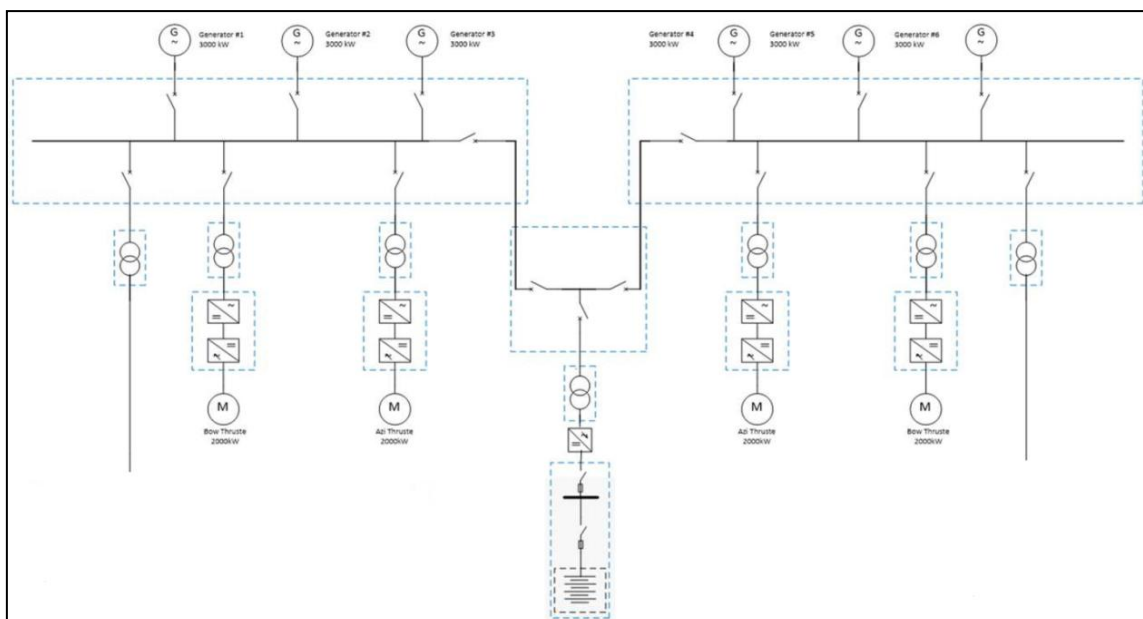 G
Generator #1
3000 kW
G
Generator #2
3000 kW
G
Generator #3
3000 kW
Generator #4
3000 kW
G
Generator #5
3000 kW
G
Generator #6
3000 kW
G
M
Bow Thruste
2000kW
M
Azi Thruste
2000kW
M
Azi Thruste
2000kW
M
Bow Thruste
2000kW